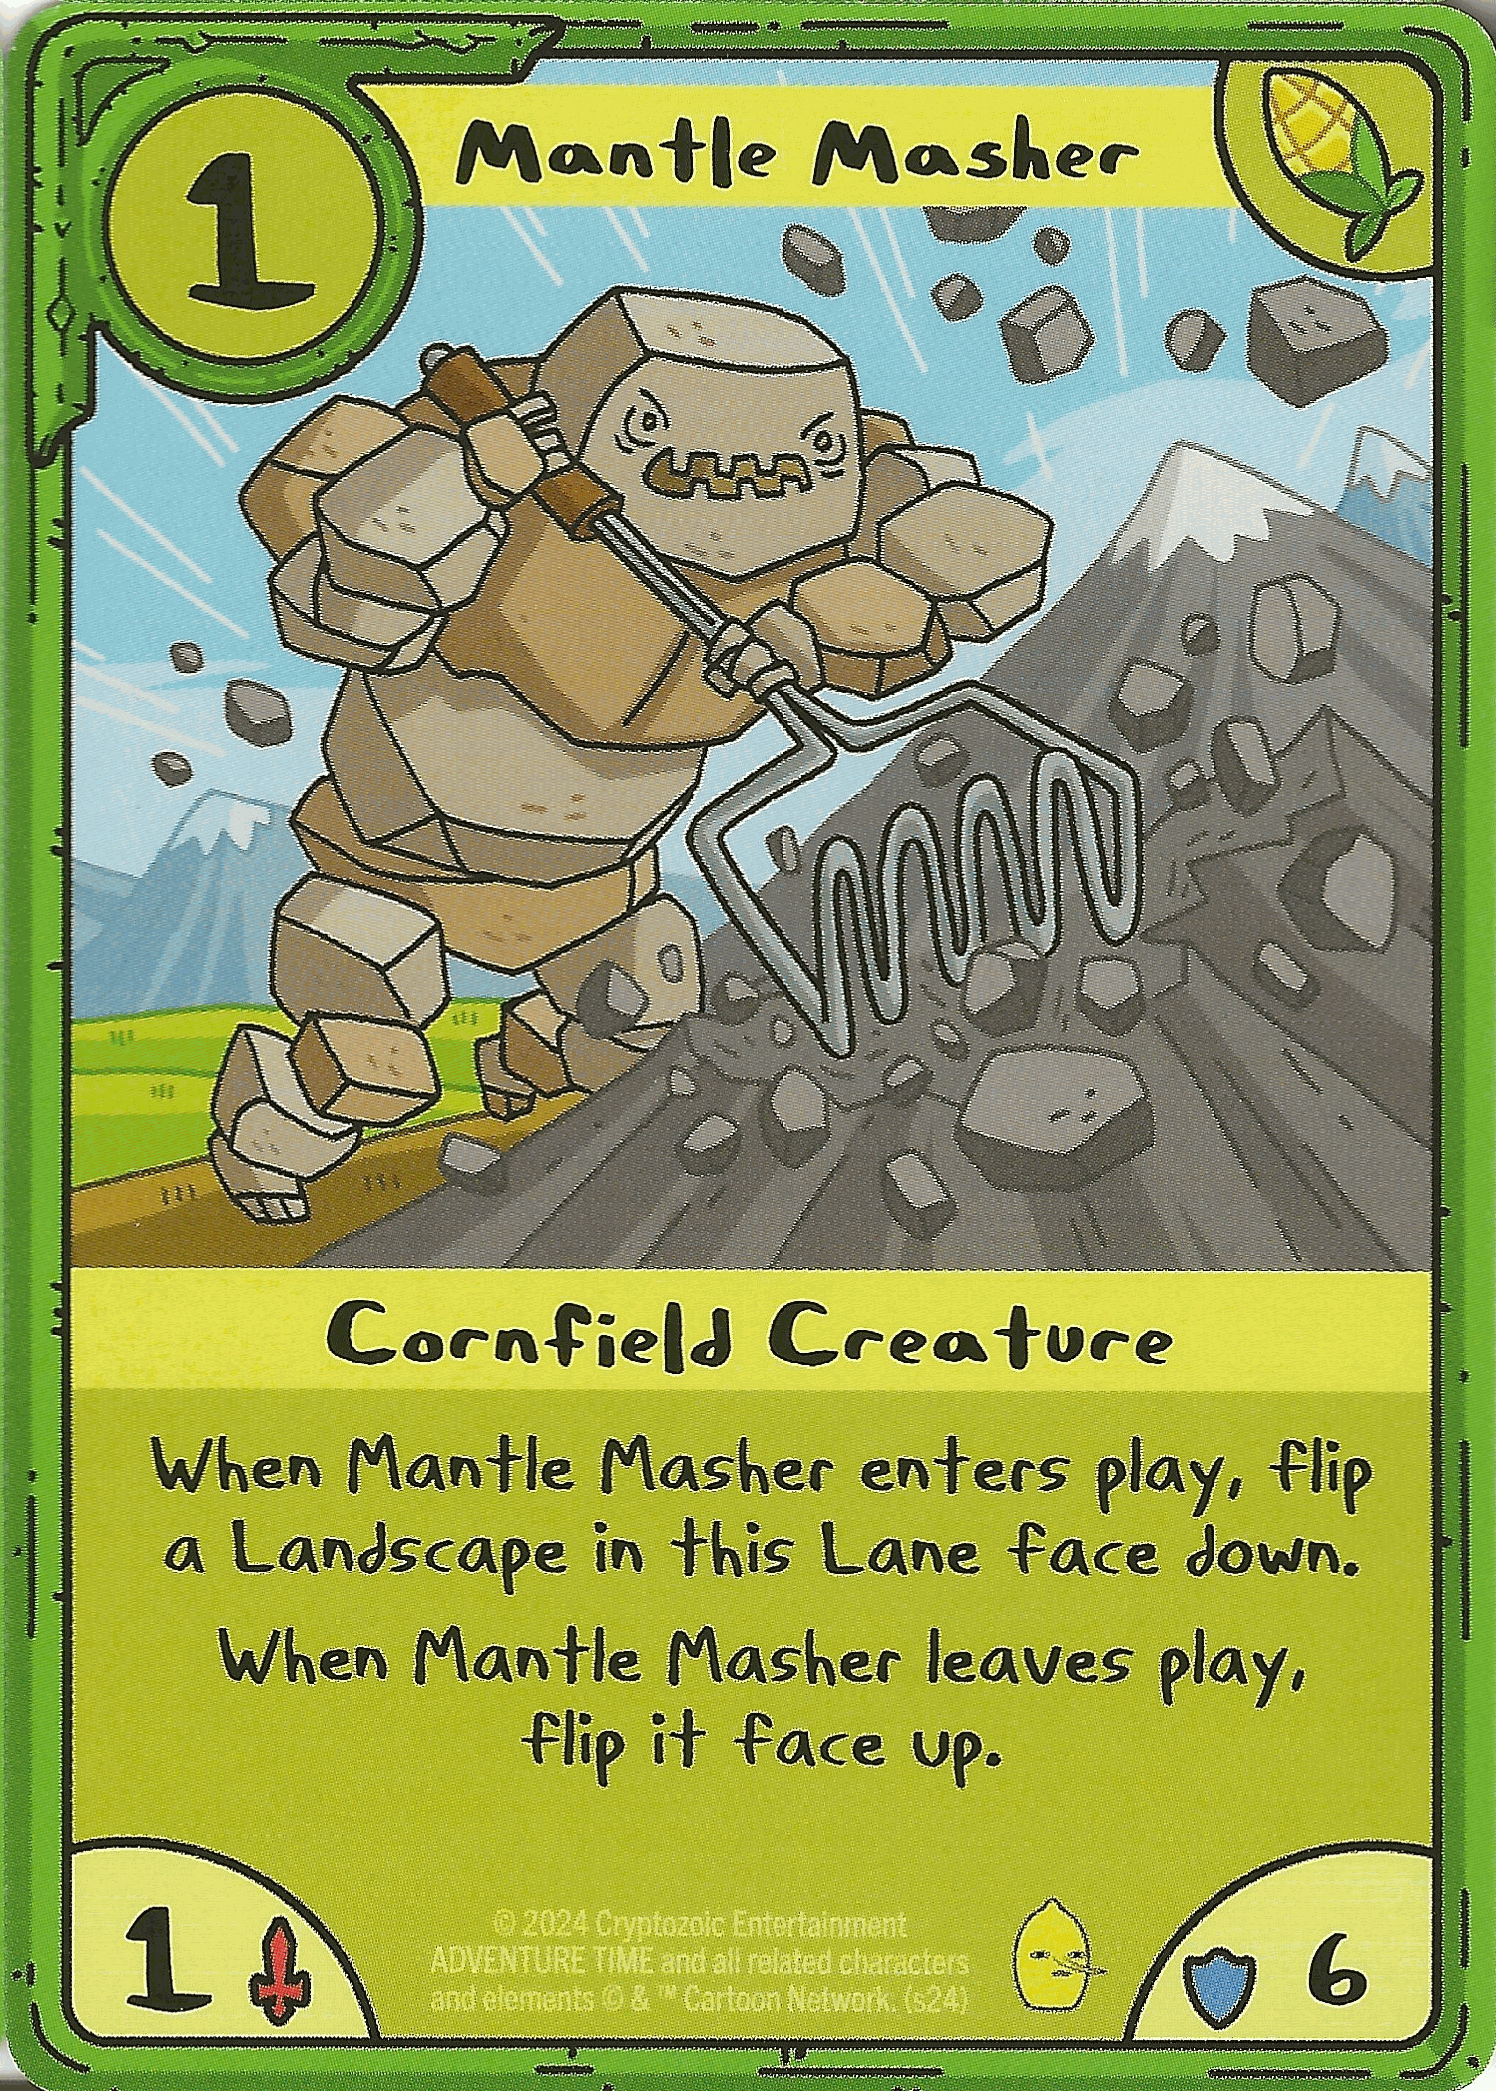 1
Mantle Masher
Cornfield Creature
When Mantle Masher enters play, flip
a Landscape in this Lane face down.
When Mantle Masher leaves play,
flip it face up.
1
© 2024 Cryptozoic Entertainment
ADVENTURE TIME and all related characters
and elements © & ™ Cartoon Network. (s24)
6